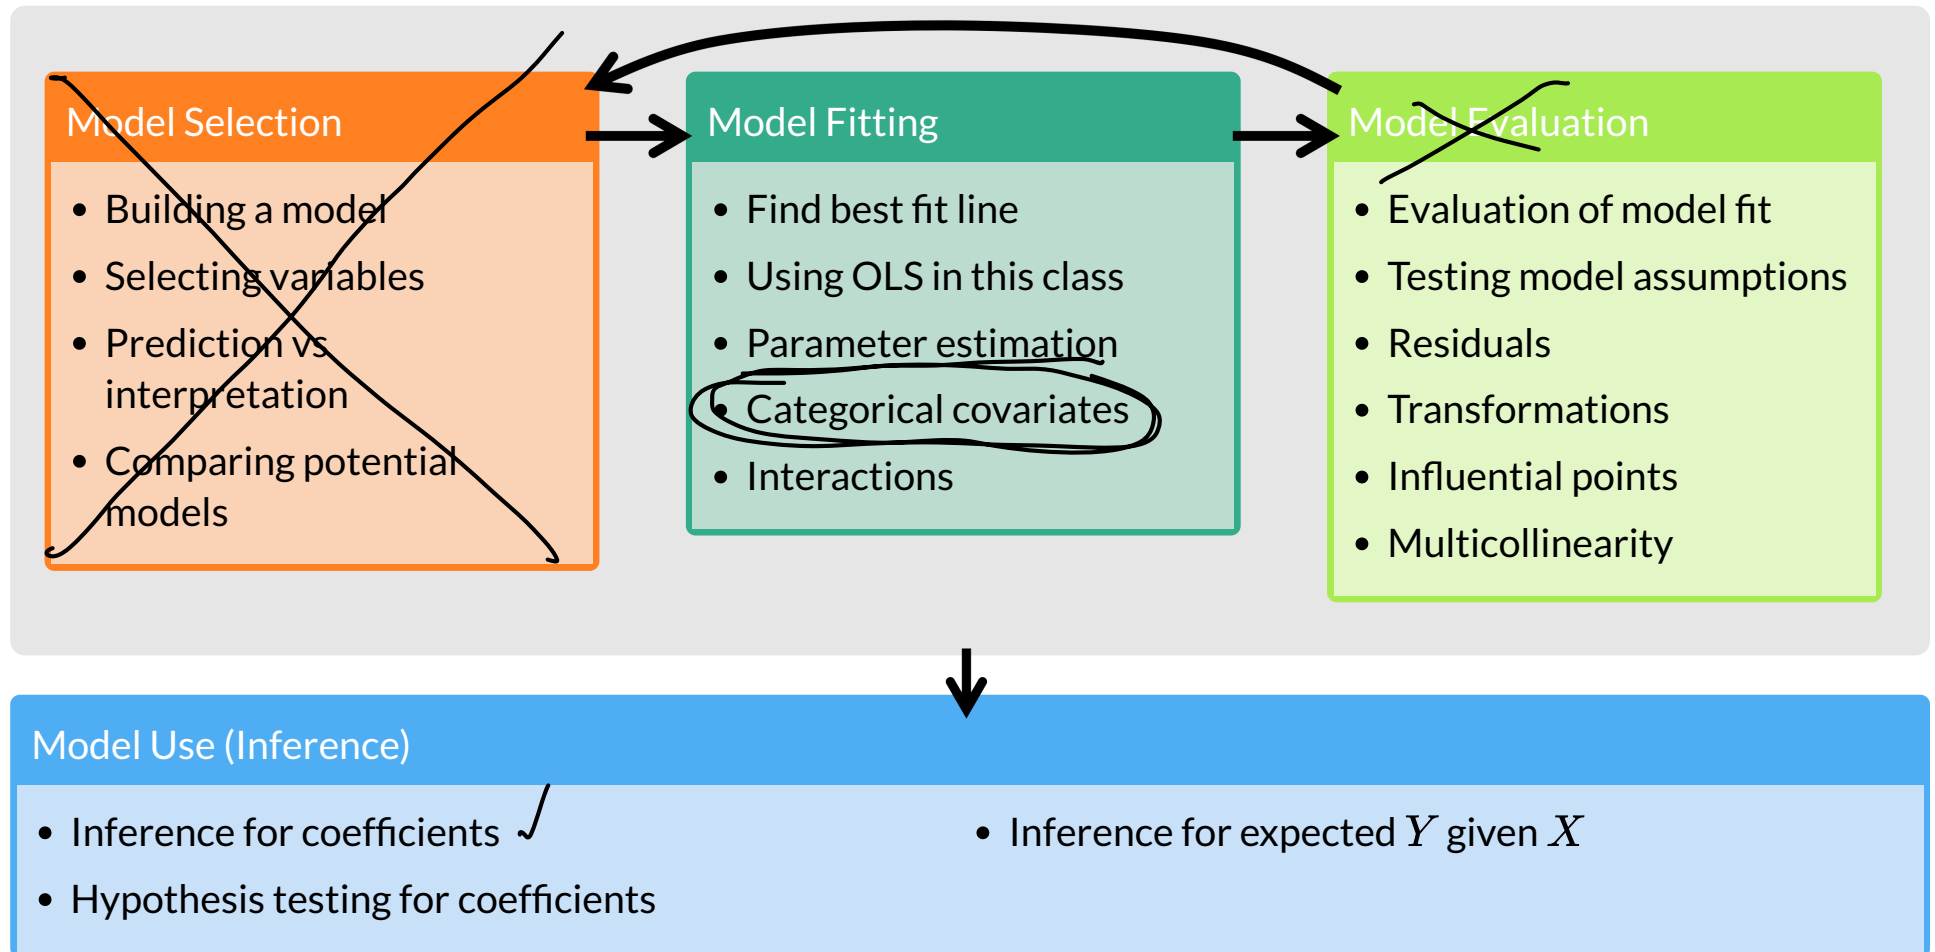 Model Selection
• Building a model
• Selecting variables
• Prediction vs
interpretation
• Comparing potential
models
Model Fitting
• Find best fit line
• Using OLS in this class
• Parameter estimation
• Categorical covariates
• Interactions
Model Evaluation
• Evaluation of model fit
• Testing model assumptions
• Residuals
• Transformations
• Influential points
• Multicollinearity
Model Use (Inference)
• Inference for coefficients ✓
• Hypothesis testing for coefficients
• Inference for expected Y given X